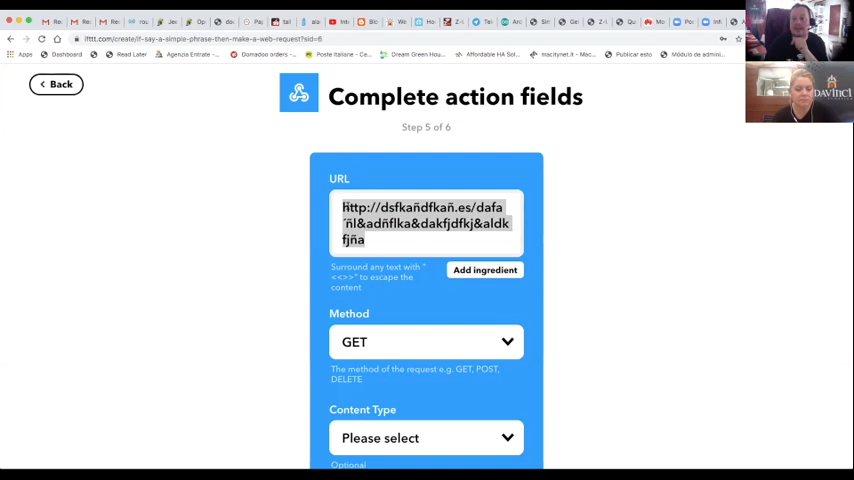 ifttt.com/create/if-say-a-simple-phrase-then-make-a-web-request?sid=6
Apps
Dashboard
Read Later
Agenzia Entrate -...
Domadoo orders -...
Poste Italiane - Ce...
Dream Green Hou...
Affordable HA Sol...
macitynet.it - Mac...
Publicar esto
Módulo de admini...
Back
Complete action fields
Step 5 of 6
DAVINCI
URL
http://dsfkañdfkañ.es/dafa
´ñl&adñflka&dakfjdfkj&aldk
fjña
Surround any text with "
<<>>" to escape the
content
Add ingredient
Method
GET
The method of the request e.g. GET, POST,
DELETE
Content Type
Please select
Optional